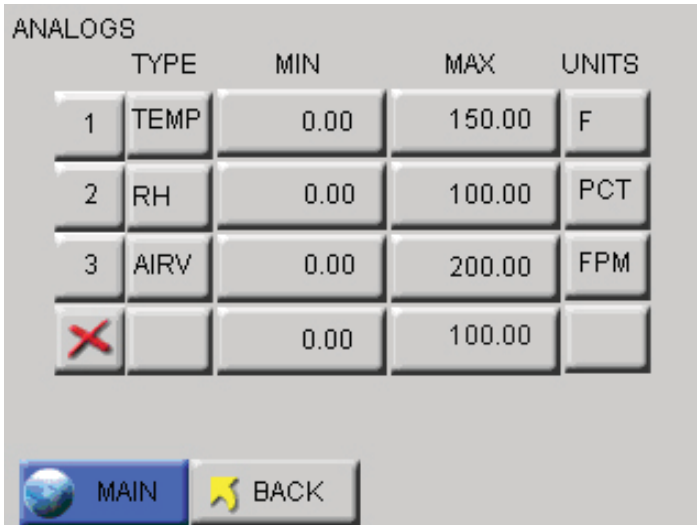 ANALOGS
TYPE MIN MAX UNITS
1 TEMP 0.00 150.00 F
2 RH 0.00 100.00 PCT
3 AIRV 0.00 200.00 FPM
0.00 100.00
MAIN BACK